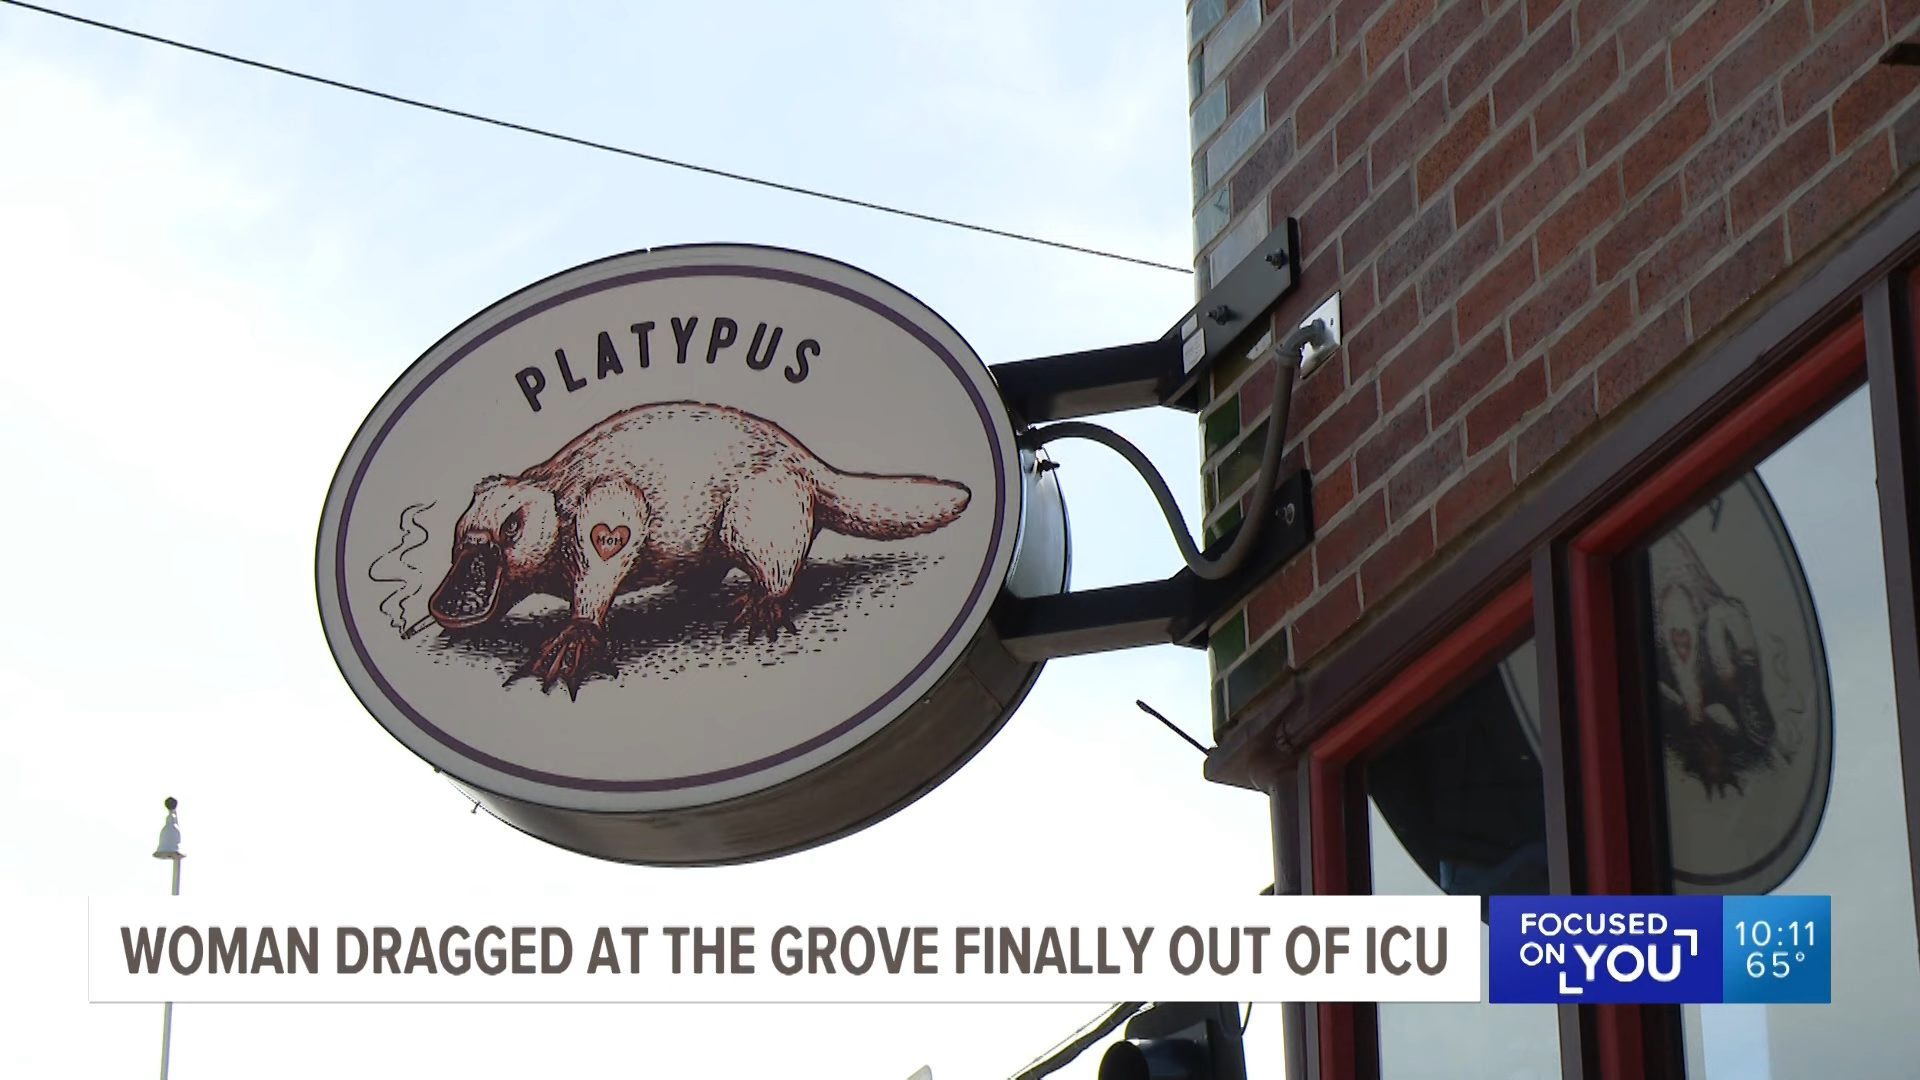 PLATYPUS
MOM
WOMAN DRAGGED AT THE GROVE FINALLY OUT OF ICU
FOCUSED
ON YOU
10:11
65°